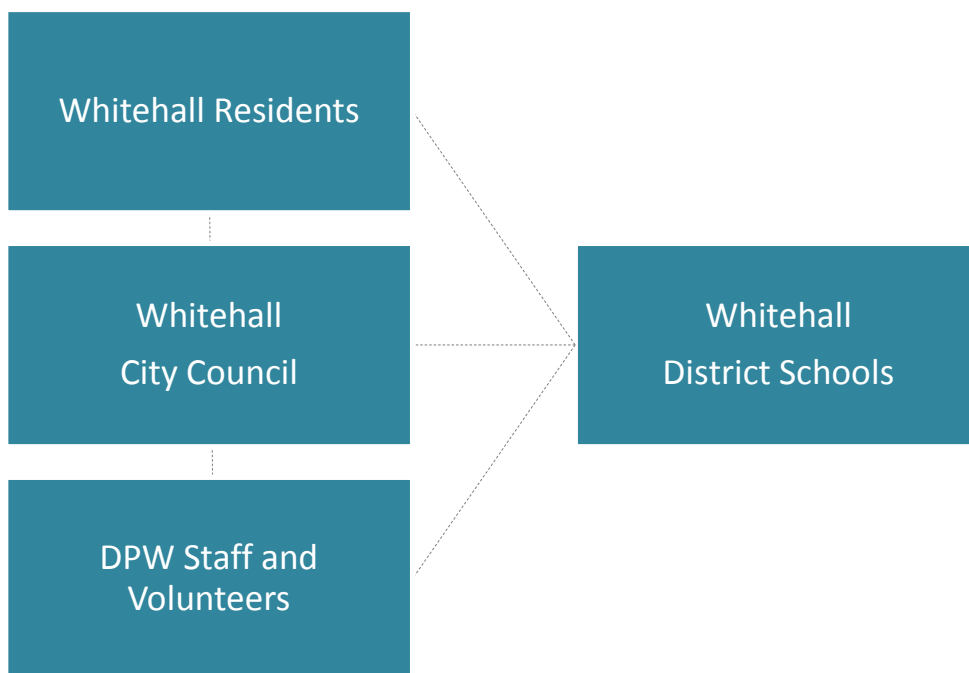 Whitehall Residents
Whitehall
City Council
Whitehall
District Schools
DPW Staff and
Volunteers